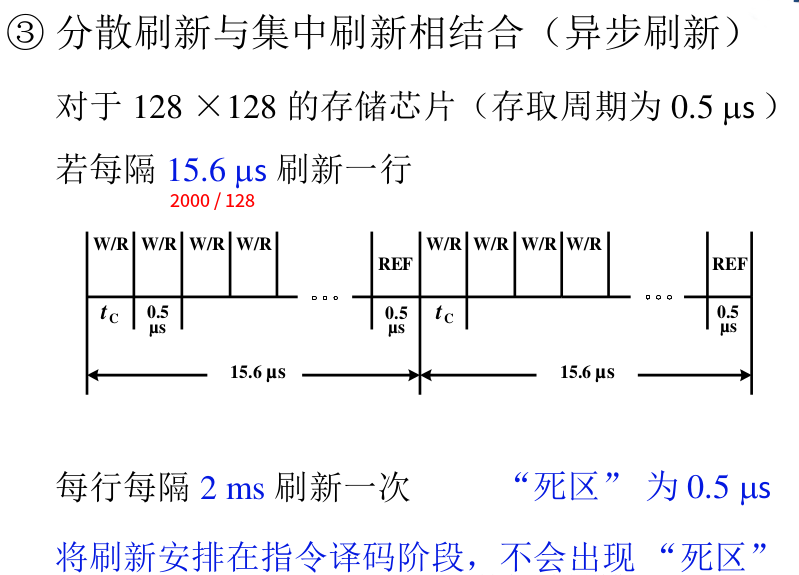 ③ 分散刷新与集中刷新相结合（异步刷新）
对于 128 ×128 的存储芯片（存取周期为 0.5 μs ）
若每隔 15.6 μs 刷新一行
2000 / 128
W/R W/R W/R W/R REF W/R W/R W/R W/R REF
tC 0.5 μs 0.5 μs tC 0.5 μs
15.6 μs 15.6 μs
每行每隔 2 ms 刷新一次 “死区” 为 0.5 μs
将刷新安排在指令译码阶段，不会出现 “死区”